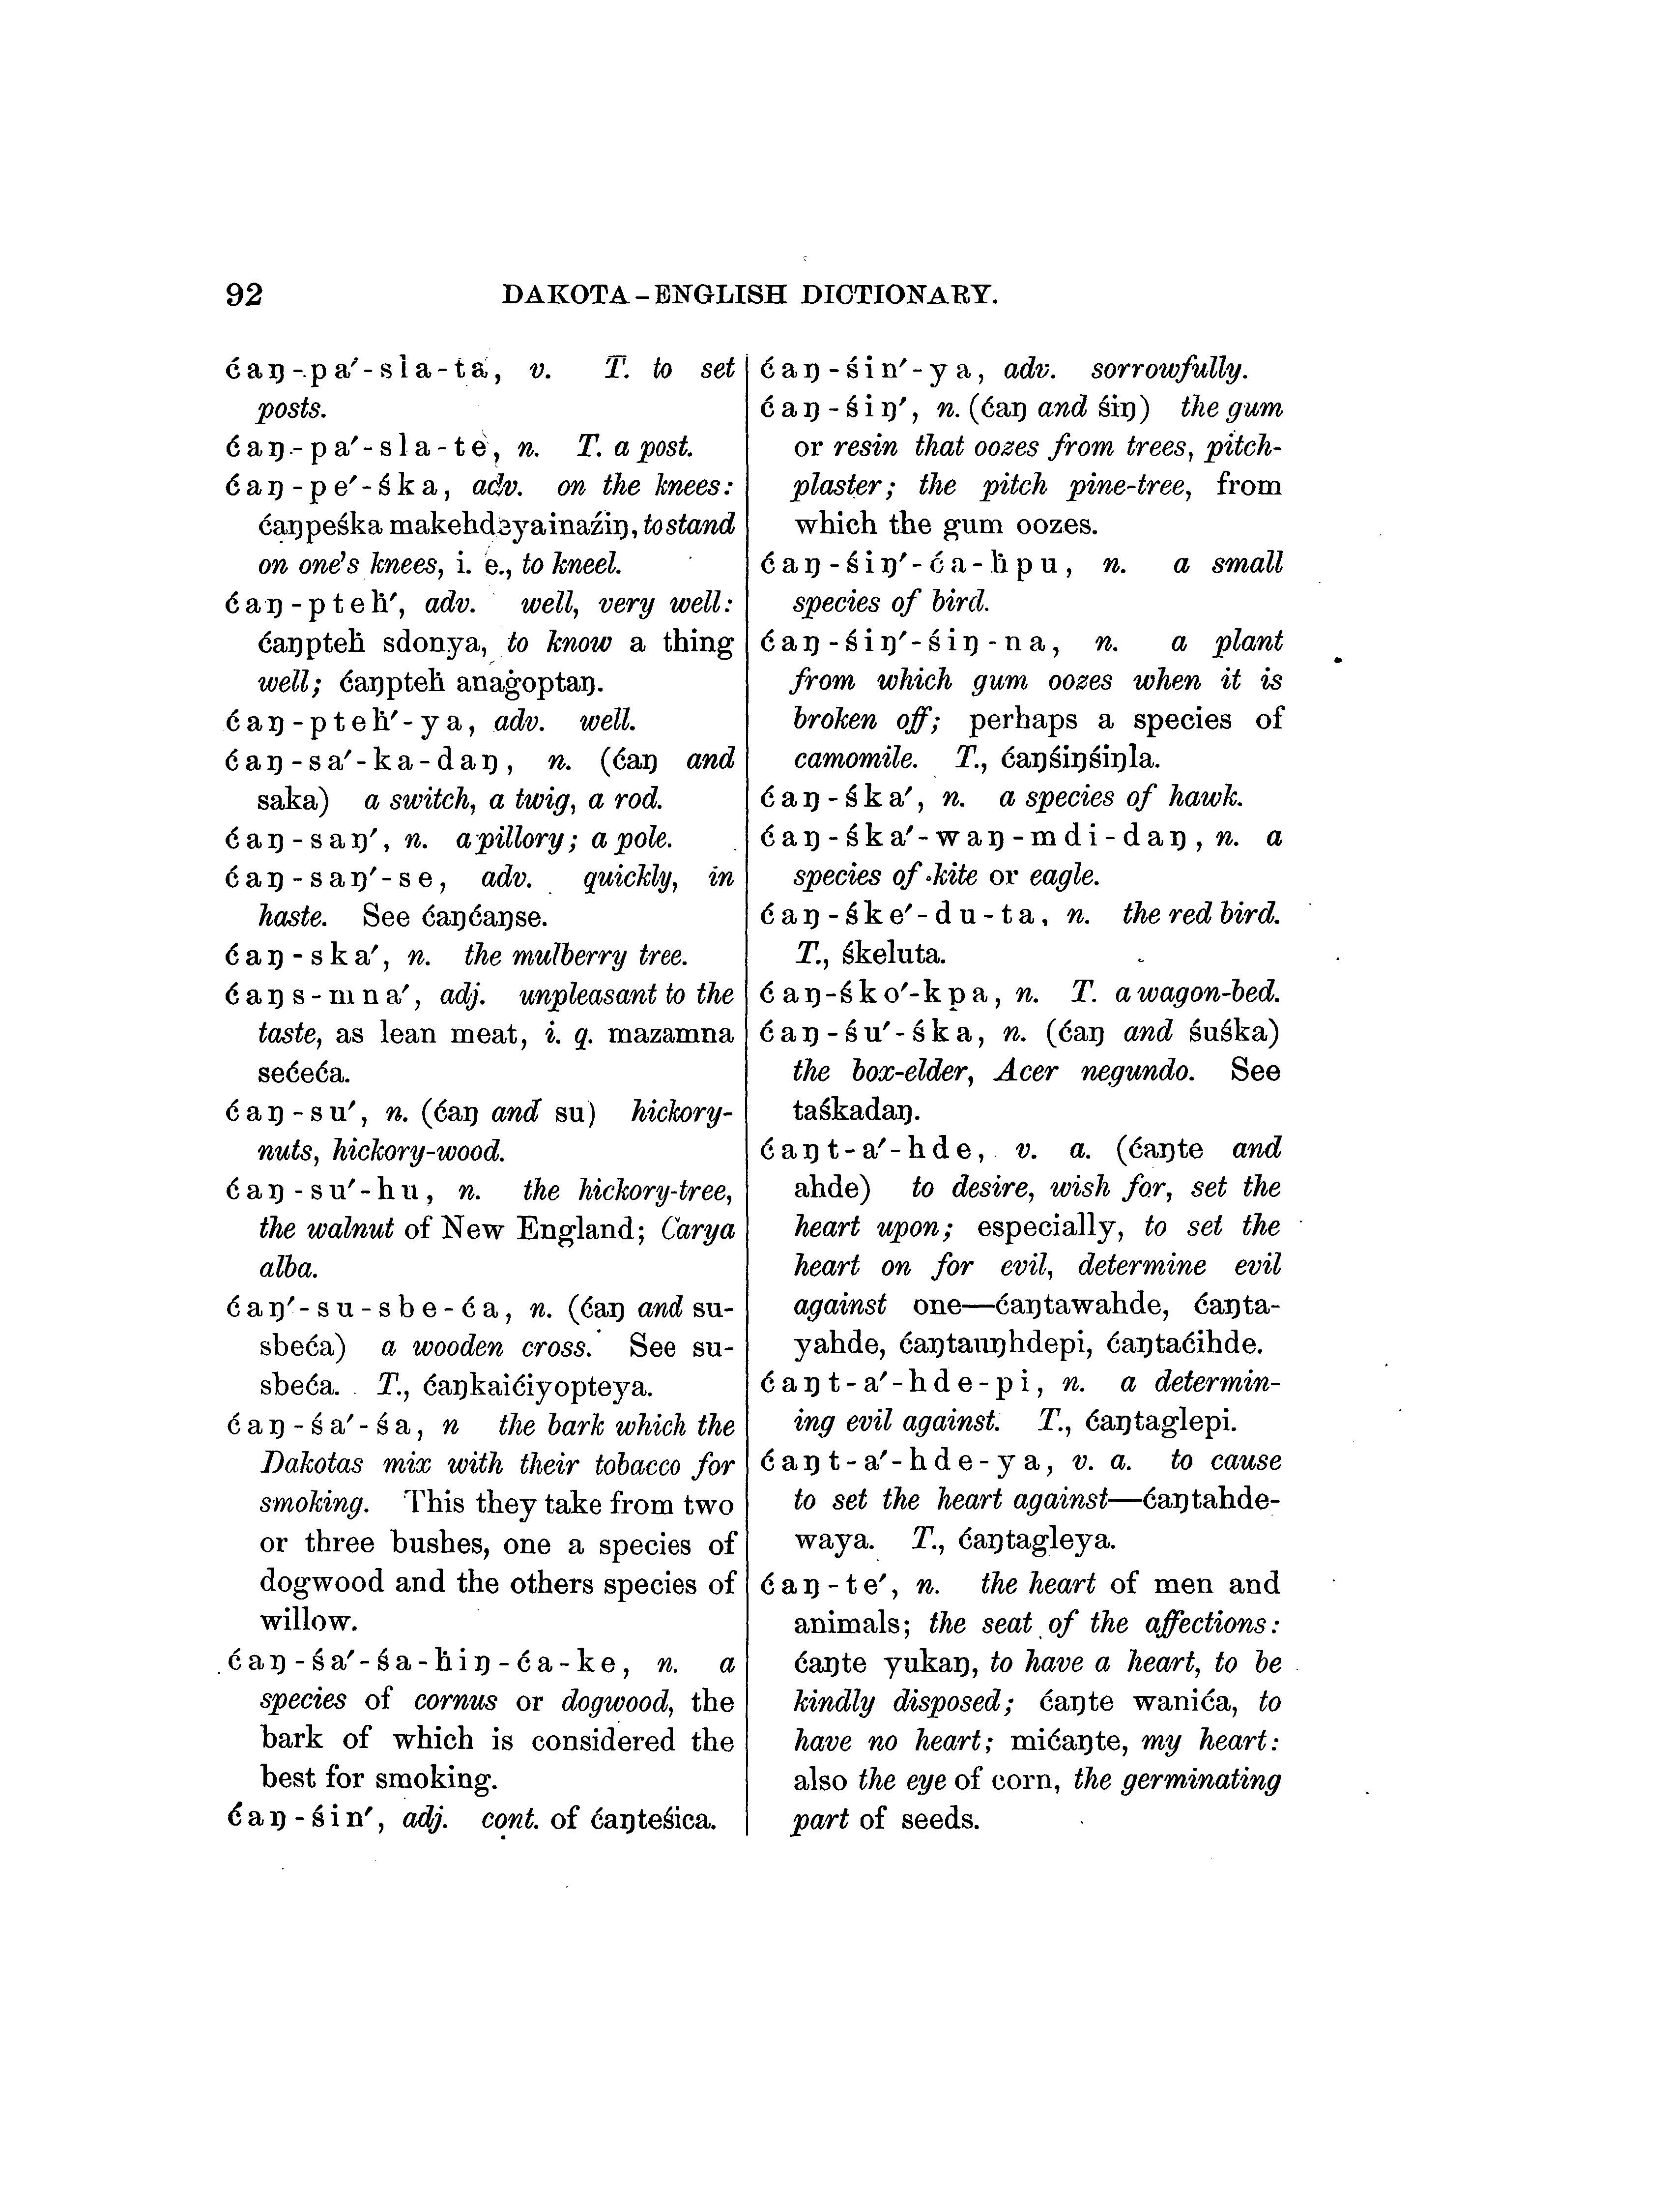 92 DAKOTA-ENGLISH DICTIONARY.
ćaŋ-pa′-sla-ta, v. T. to set
posts.
ćaŋ-pa′-sla-te, n. T. a post.
ćaŋ-pe′-śka, adv. on the knees:
ćaŋpeśka makehdeya inaźiŋ, to stand
on one's knees, i. e., to kneel.
ćaŋ-pteḣ′, adv. well, very well:
ćaŋpteḣ sdonya, to know a thing
well; ćaŋpteḣ anaġoptaŋ.
ćaŋ-pteḣ′-ya, adv. well.
ćaŋ-sa′-ka-daŋ, n. (ćaŋ and
saka) a switch, a twig, a rod.
ćaŋ-saŋ′, n. a pillory; a pole.
ćaŋ-saŋ′-se, adv. quickly, in
haste. See ćaŋćaŋse.
ćaŋ-ska′, n. the mulberry tree.
ćaŋs-mna′, adj. unpleasant to the
taste, as lean meat, i. q. mazamna
sećeća.
ćaŋ-su′, n. (ćaŋ and su) hickory-
nuts, hickory-wood.
ćaŋ-su′-hu, n. the hickory-tree,
the walnut of New England; Carya
alba.
ćaŋ′-su-sbe-ća, n. (ćaŋ and su-
sbeća) a wooden cross. See su-
sbeća. T., ćaŋkaićiyopteya.
ćaŋ-śa′-śa, n the bark which the
Dakotas mix with their tobacco for
smoking. This they take from two
or three bushes, one a species of
dogwood and the others species of
willow.
ćaŋ-śa′-śa-ḣiŋ-ća-ke, n. a
species of cornus or dogwood, the
bark of which is considered the
best for smoking.
ćaŋ-śin′, adj. cont. of ćaŋteśica.
ćaŋ-śin′-ya, adv. sorrowfully.
ćaŋ-śiŋ′, n. (ćaŋ and śiŋ) the gum
or resin that oozes from trees, pitch-
plaster; the pitch pine-tree, from
which the gum oozes.
ćaŋ-śiŋ′-ća-ḣpu, n. a small
species of bird.
ćaŋ-śiŋ′-śiŋ-na, n. a plant
from which gum oozes when it is
broken off; perhaps a species of
camomile. T., ćaŋśiŋśiŋla.
ćaŋ-śka′, n. a species of hawk.
ćaŋ-śka′-waŋ-mdi-daŋ, n. a
species of kite or eagle.
ćaŋ-śke′-du-ta, n. the red bird.
T., śkeluta.
ćaŋ-śko′-kp̣a, n. T. a wagon-bed.
ćaŋ-śu′-śka, n. (ćaŋ and śuśka)
the box-elder, Acer negundo. See
taśkadaŋ.
ćaŋt-a′-hde, v. a. (ćaŋte and
ahde) to desire, wish for, set the
heart upon; especially, to set the
heart on for evil, determine evil
against one—ćaŋtawahde, ćaŋta-
yahde, ćaŋtauŋhdepi, ćaŋtaćihde.
ćaŋt-a′-hde-pi, n. a determin-
ing evil against. T., ćaŋtaglepi.
ćaŋt-a′-hde-ya, v. a. to cause
to set the heart against—ćaŋtahde-
waya. T., ćaŋtagleya.
ćaŋ-te′, n. the heart of men and
animals; the seat of the affections:
ćaŋte yukaŋ, to have a heart, to be
kindly disposed; ćaŋte wanića, to
have no heart; mićaŋte, my heart:
also the eye of corn, the germinating
part of seeds.